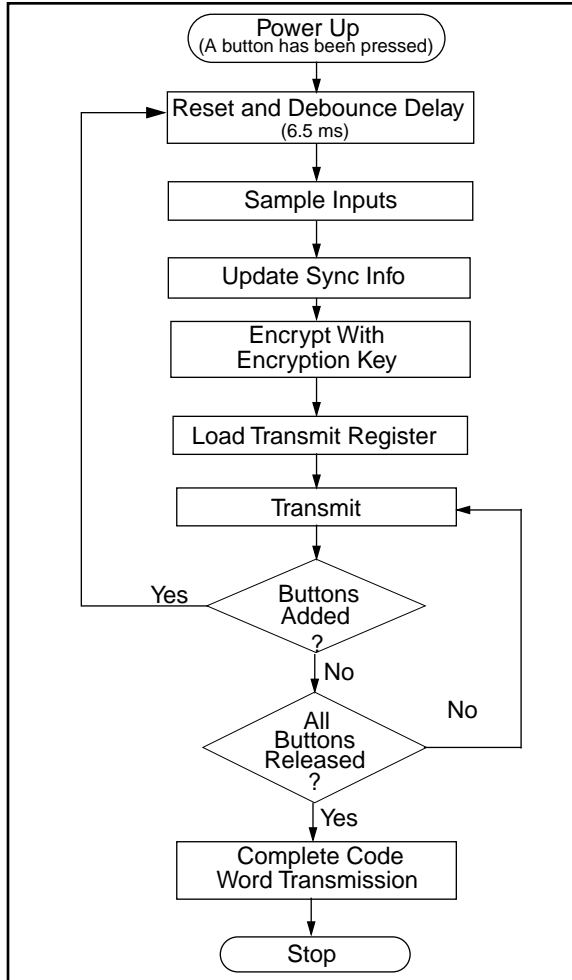 Power Up
(A button has been pressed)
Reset and Debounce Delay
(6.5 ms)
Sample Inputs
Update Sync Info
Encrypt With
Encryption Key
Load Transmit Register
Transmit
Yes
Buttons
Added
?
No
All
Buttons
Released
?
No
Yes
Complete Code
Word Transmission
Stop